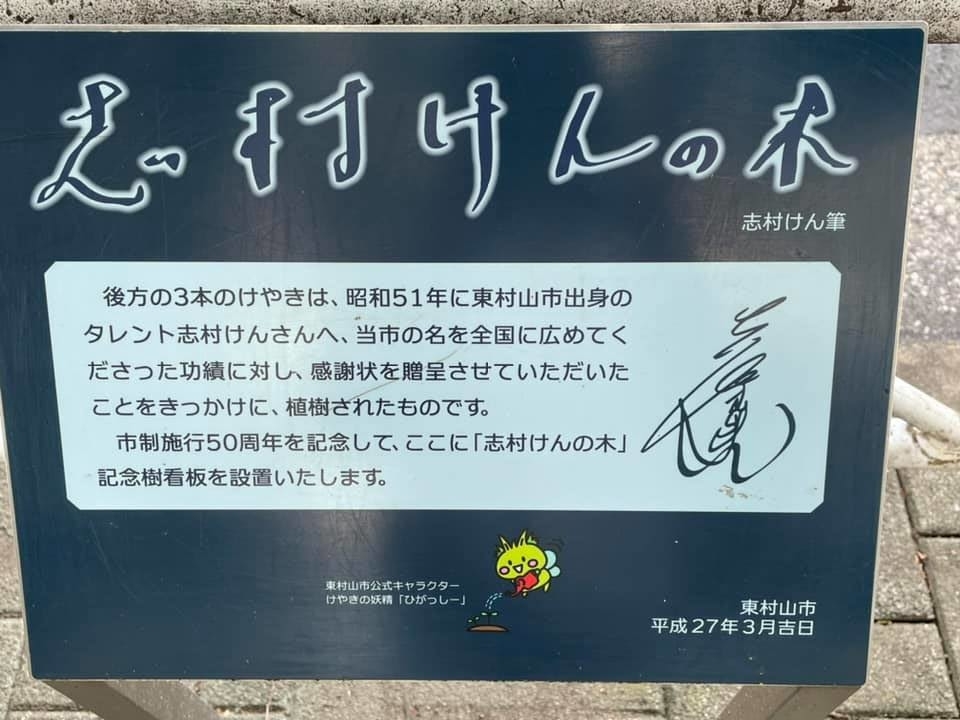 志村けんの木
志村けん筆
後方の3本のけやきは、昭和51年に東村山市出身の
タレント志村けんさんへ、当市の名を全国に広めてく
ださった功績に対し、感謝状を贈呈させていただいた
ことをきっかけに、植樹されたものです。
市制施行50周年を記念して、ここに「志村けんの木」
記念樹看板を設置いたします。
東村山市公式キャラクター
けやきの妖精「ひがっしー」
東村山市
平成27年3月吉日